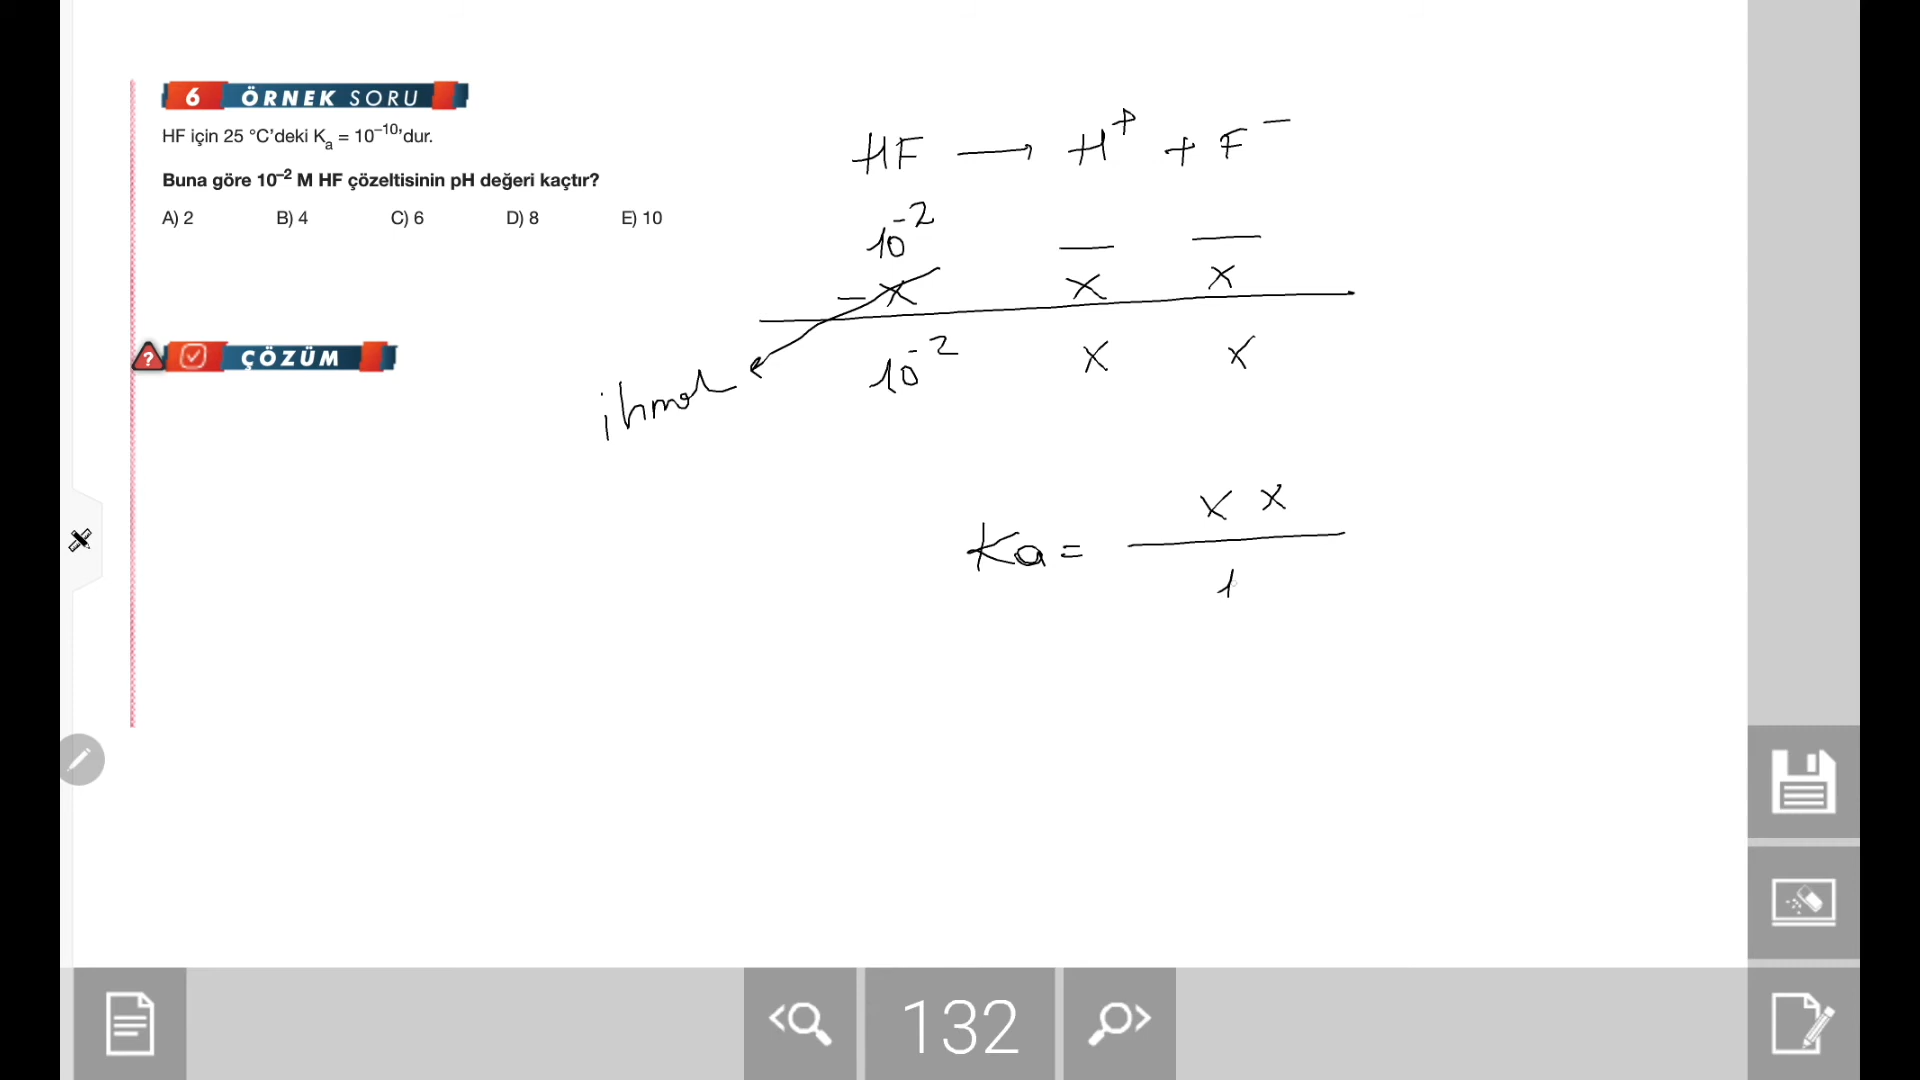 6 ÖRNEK SORU
HF için 25 °C'deki Kₐ = 10⁻¹⁰'dur.
Buna göre 10⁻² M HF çözeltisinin pH değeri kaçtır?
A) 2 B) 4 C) 6 D) 8 E) 10
? ÇÖZÜM
HF → H⁺ + F⁻
10⁻² — —
-x x x
10⁻² x x
ihmal
Ka = x x
1
132